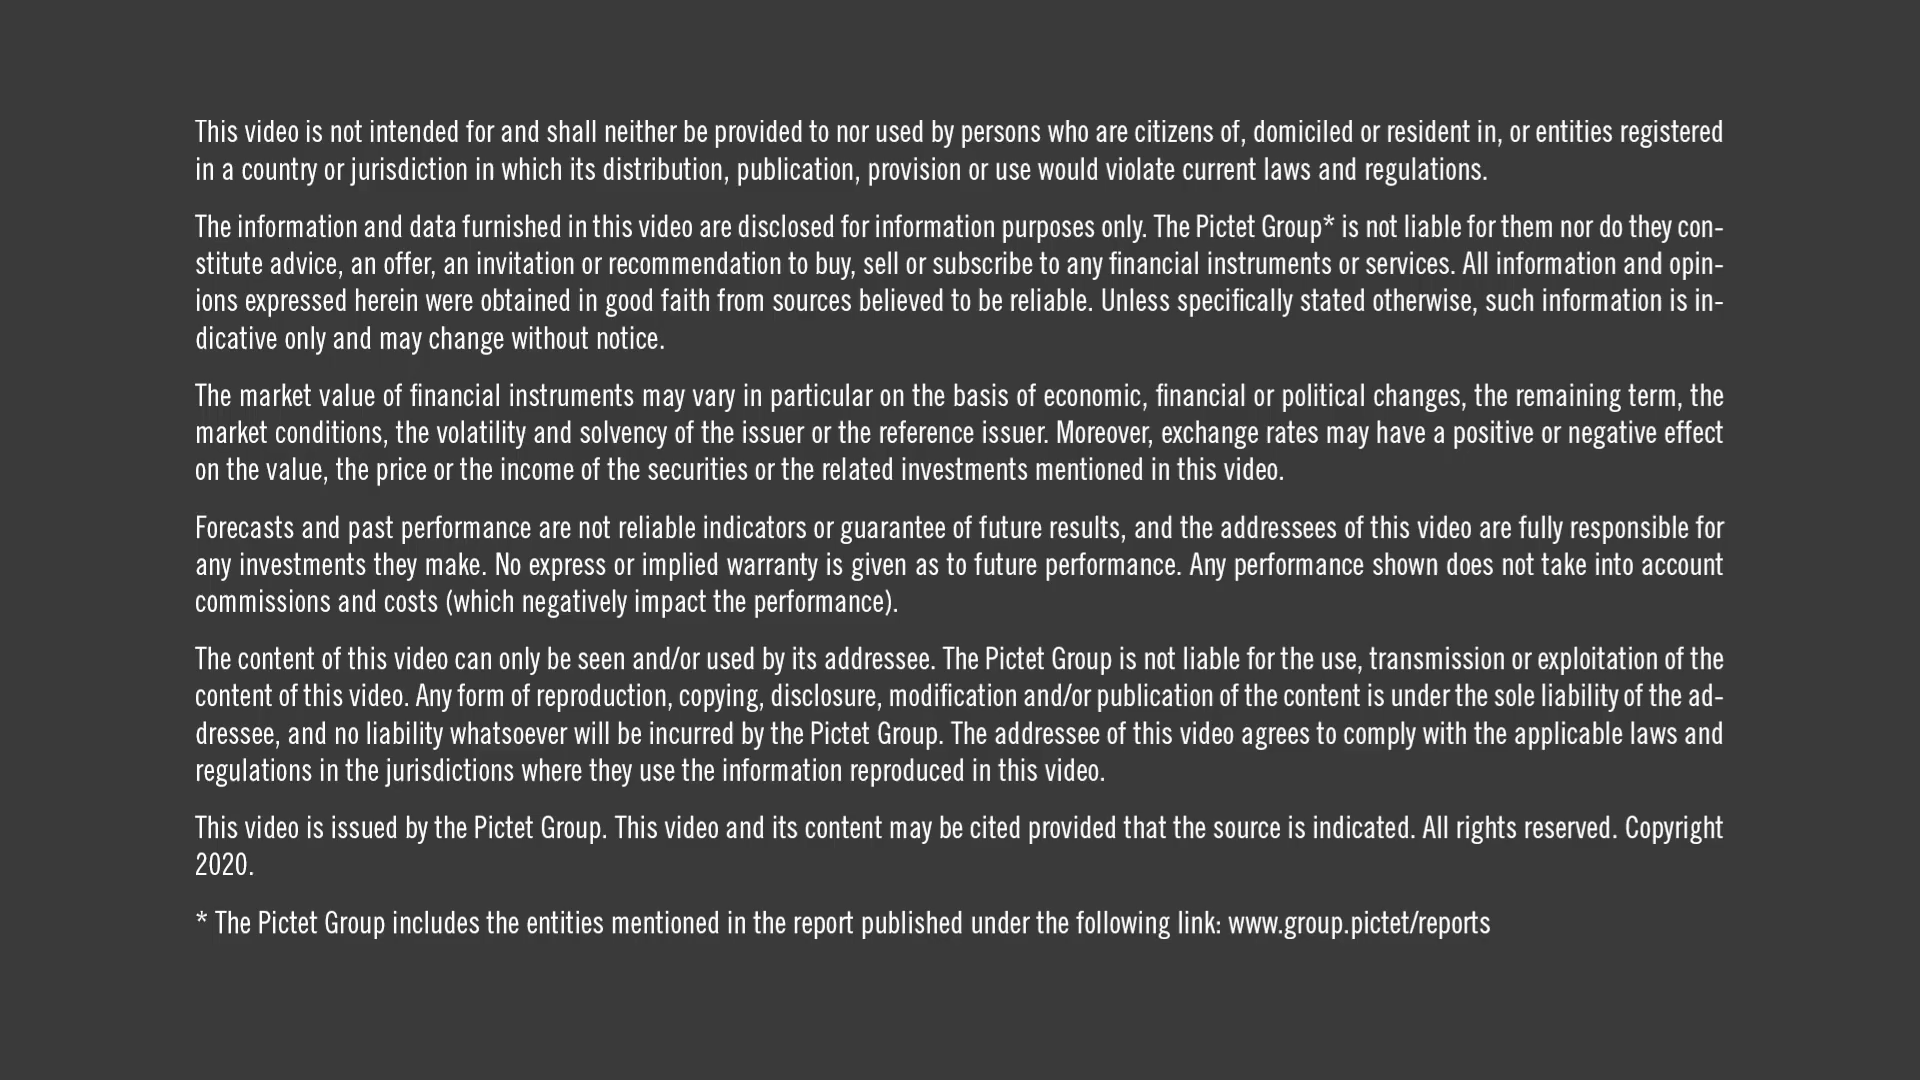 This video is not intended for and shall neither be provided to nor used by persons who are citizens of, domiciled or resident in, or entities registered
in a country or jurisdiction in which its distribution, publication, provision or use would violate current laws and regulations.
The information and data furnished in this video are disclosed for information purposes only. The Pictet Group* is not liable for them nor do they con-
stitute advice, an offer, an invitation or recommendation to buy, sell or subscribe to any financial instruments or services. All information and opin-
ions expressed herein were obtained in good faith from sources believed to be reliable. Unless specifically stated otherwise, such information is in-
dicative only and may change without notice.
The market value of financial instruments may vary in particular on the basis of economic, financial or political changes, the remaining term, the
market conditions, the volatility and solvency of the issuer or the reference issuer. Moreover, exchange rates may have a positive or negative effect
on the value, the price or the income of the securities or the related investments mentioned in this video.
Forecasts and past performance are not reliable indicators or guarantee of future results, and the addressees of this video are fully responsible for
any investments they make. No express or implied warranty is given as to future performance. Any performance shown does not take into account
commissions and costs (which negatively impact the performance).
The content of this video can only be seen and/or used by its addressee. The Pictet Group is not liable for the use, transmission or exploitation of the
content of this video. Any form of reproduction, copying, disclosure, modification and/or publication of the content is under the sole liability of the ad-
dressee, and no liability whatsoever will be incurred by the Pictet Group. The addressee of this video agrees to comply with the applicable laws and
regulations in the jurisdictions where they use the information reproduced in this video.
This video is issued by the Pictet Group. This video and its content may be cited provided that the source is indicated. All rights reserved. Copyright
2020.
* The Pictet Group includes the entities mentioned in the report published under the following link: www.group.pictet/reports